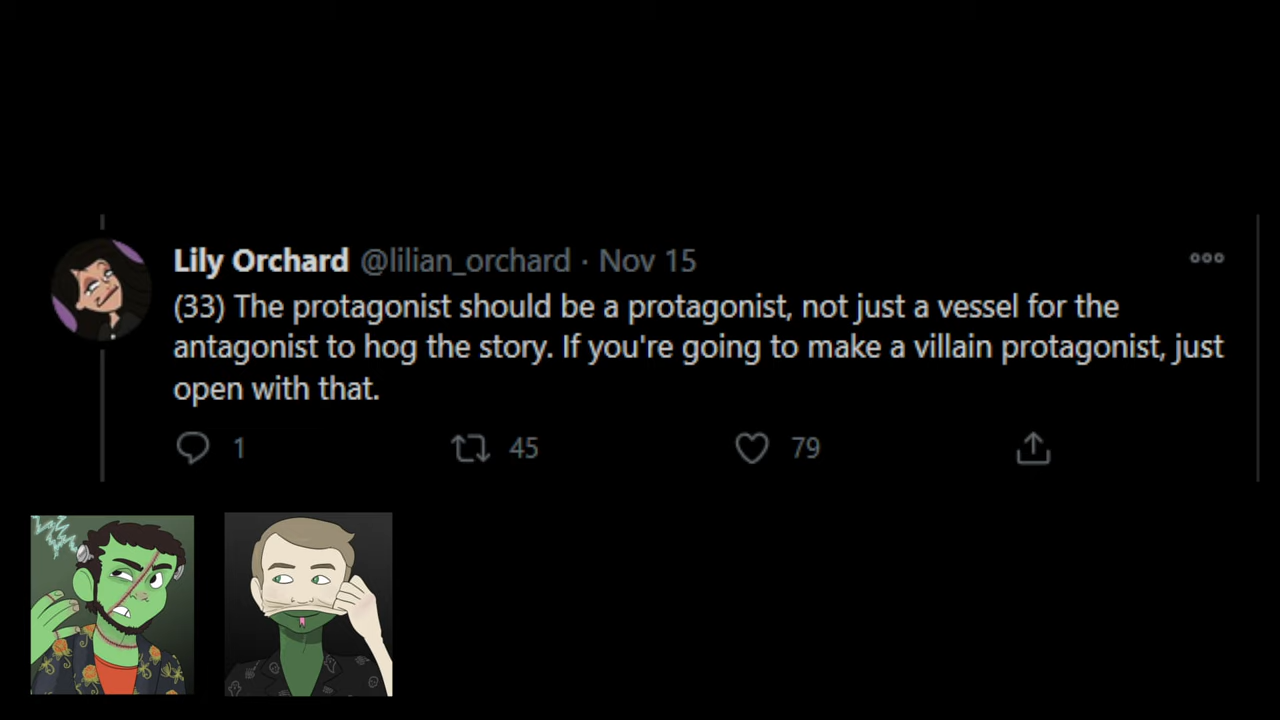 Lily Orchard @lilian_orchard · Nov 15
(33) The protagonist should be a protagonist, not just a vessel for the
antagonist to hog the story. If you're going to make a villain protagonist, just
open with that.
1 45 79